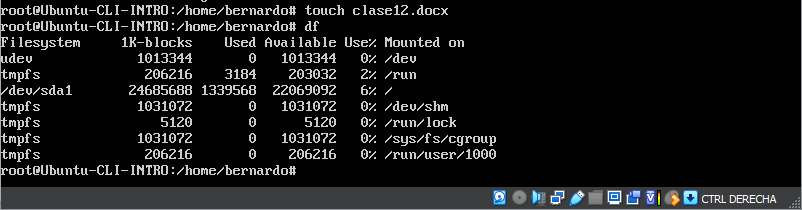 root@Ubuntu-CLI-INTRO:/home/bernardo# touch clase12.docx
root@Ubuntu-CLI-INTRO:/home/bernardo# df
Filesystem     1K-blocks    Used Available Use% Mounted on
udev             1013344       0   1013344   0% /dev
tmpfs             206216    3184    203032   2% /run
/dev/sda1       24685688 1339568  22069092   6% /
tmpfs            1031072       0   1031072   0% /dev/shm
tmpfs               5120       0      5120   0% /run/lock
tmpfs            1031072       0   1031072   0% /sys/fs/cgroup
tmpfs             206216       0    206216   0% /run/user/1000
root@Ubuntu-CLI-INTRO:/home/bernardo#
CTRL DERECHA